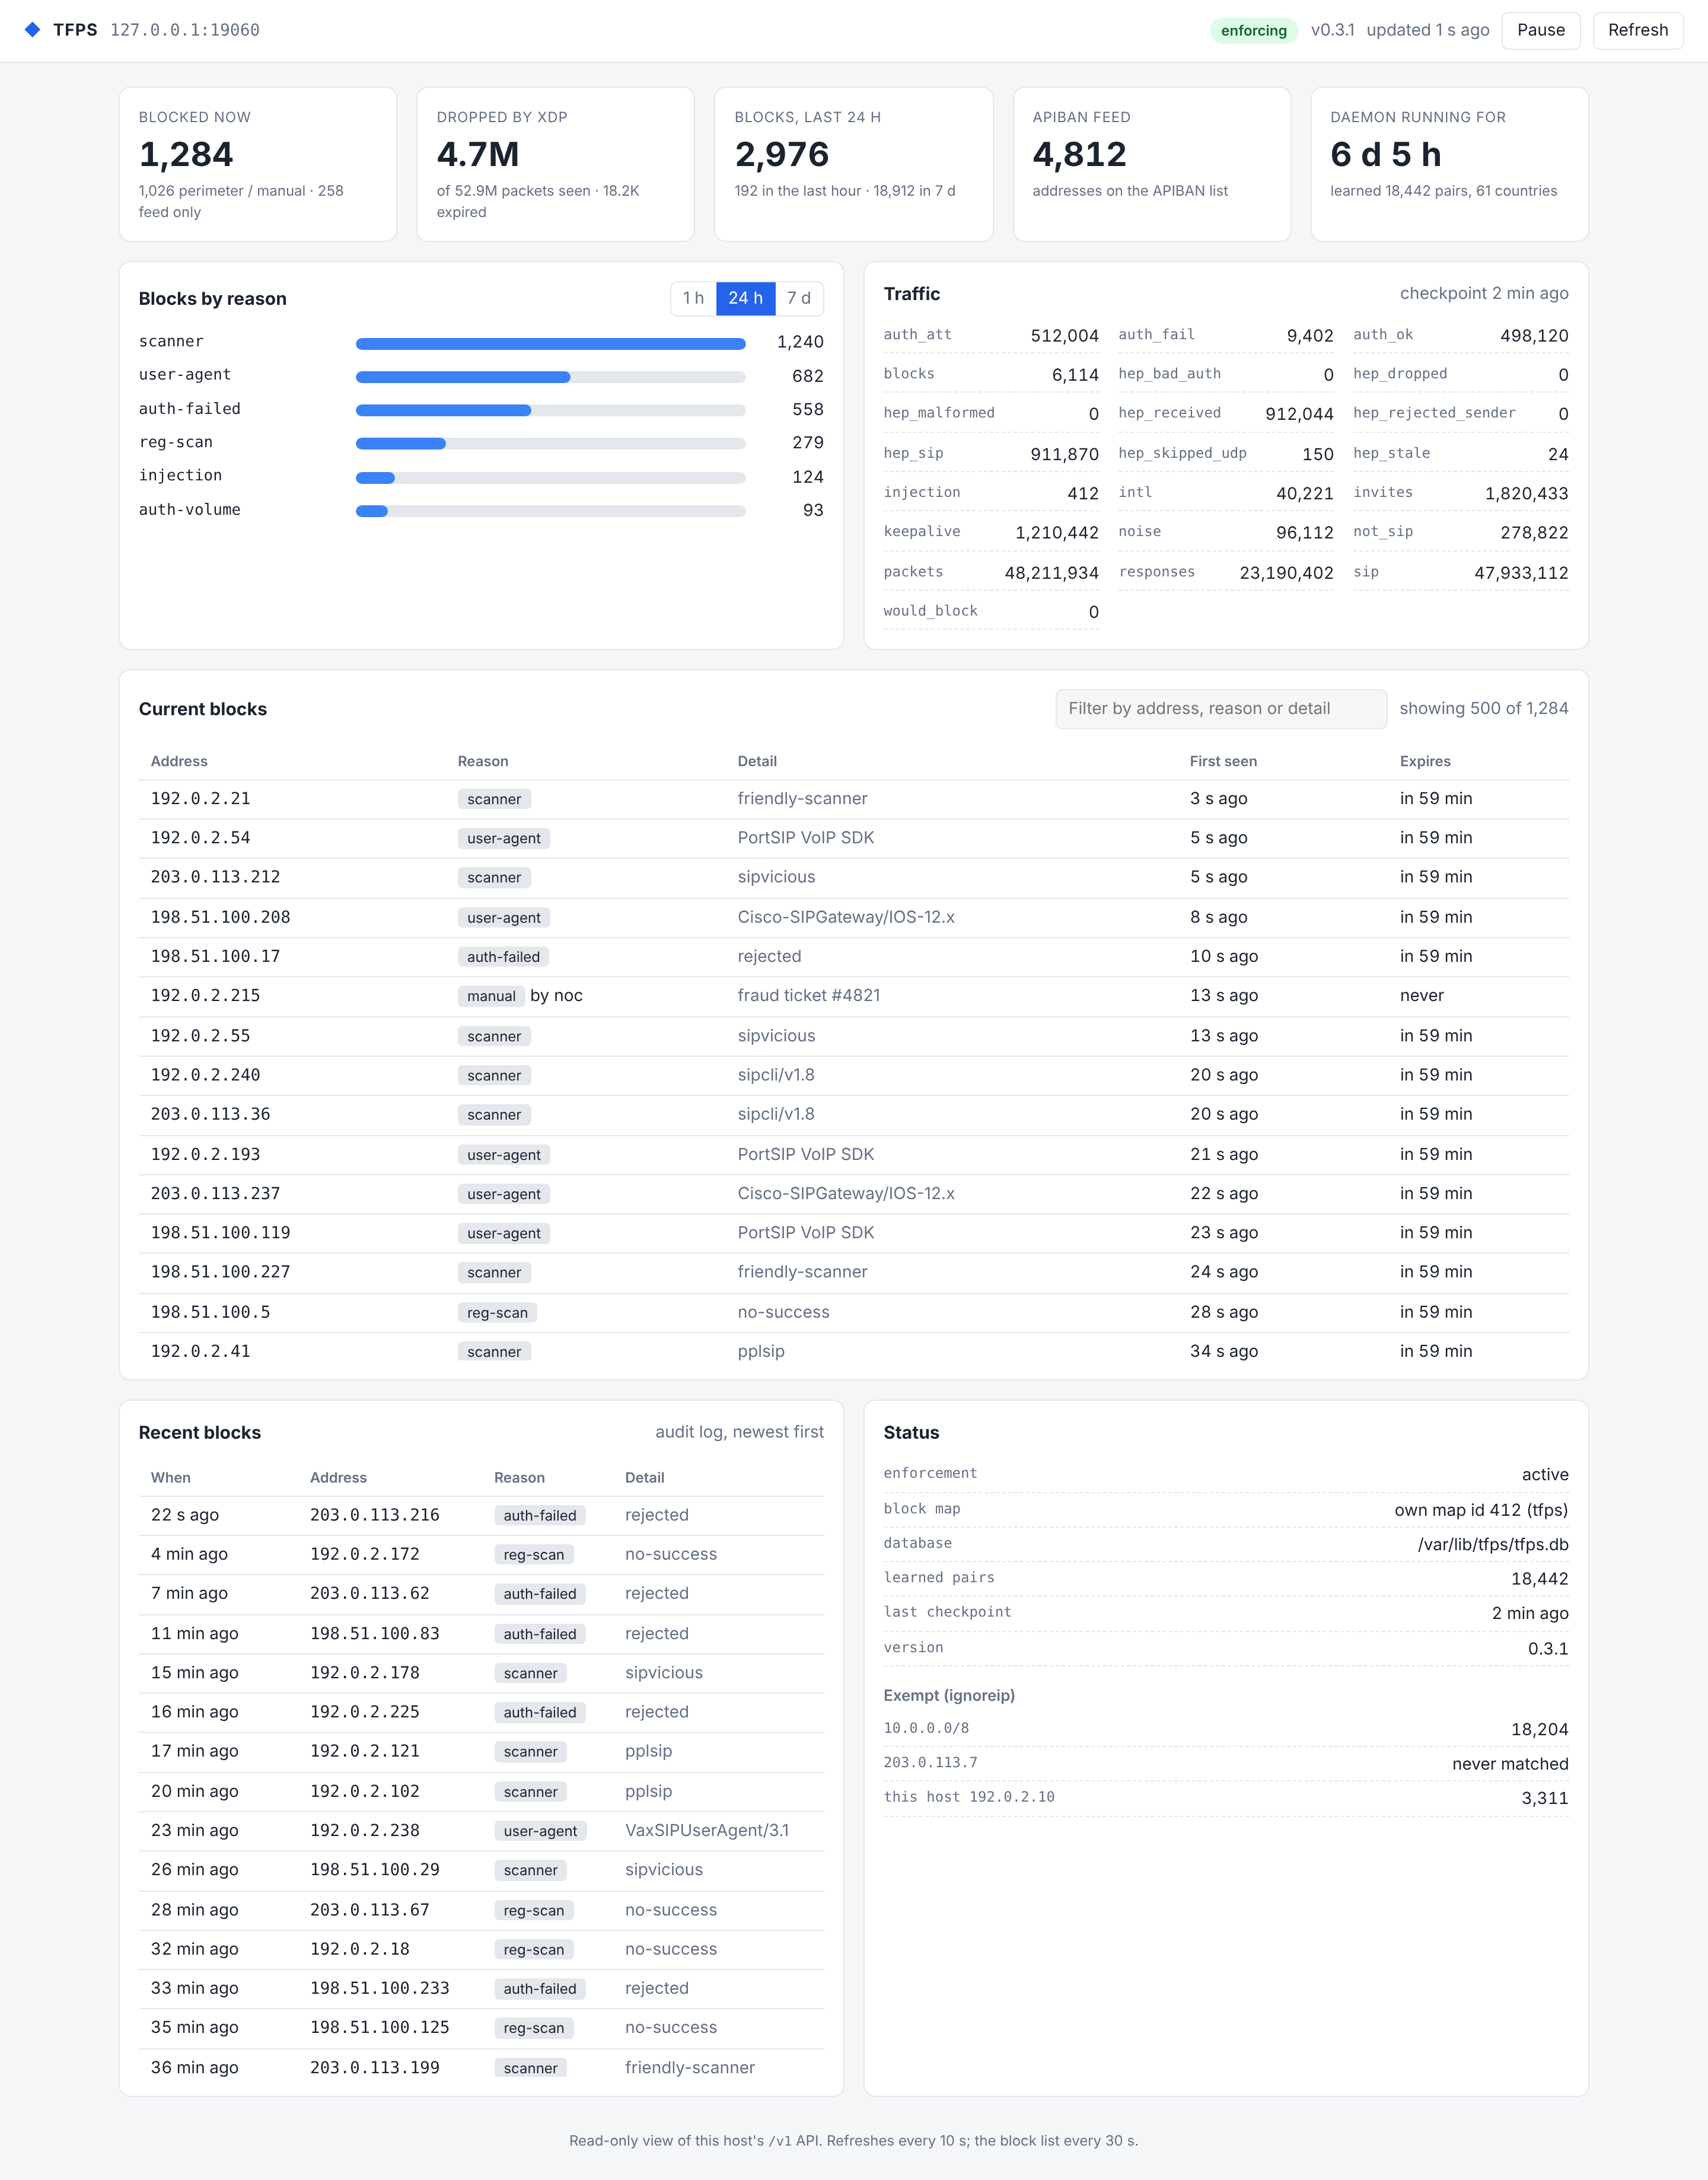 TFPS 127.0.0.1:19060 enforcing v0.3.1 updated 1 s ago Pause Refresh
BLOCKED NOW
1,284
1,026 perimeter / manual · 258
feed only
DROPPED BY XDP
4.7M
of 52.9M packets seen · 18.2K
expired
BLOCKS, LAST 24 H
2,976
192 in the last hour · 18,912 in 7 d
APIBAN FEED
4,812
addresses on the APIBAN list
DAEMON RUNNING FOR
6 d 5 h
learned 18,442 pairs, 61 countries
Blocks by reason 1 h 24 h 7 d
scanner 1,240
user-agent 682
auth-failed 558
reg-scan 279
injection 124
auth-volume 93
Traffic checkpoint 2 min ago
auth_att 512,004 auth_fail 9,402 auth_ok 498,120
blocks 6,114 hep_bad_auth 0 hep_dropped 0
hep_malformed 0 hep_received 912,044 hep_rejected_sender 0
hep_sip 911,870 hep_skipped_udp 150 hep_stale 24
injection 412 intl 40,221 invites 1,820,433
keepalive 1,210,442 noise 96,112 not_sip 278,822
packets 48,211,934 responses 23,190,402 sip 47,933,112
would_block 0
Current blocks Filter by address, reason or detail showing 500 of 1,284
Address Reason Detail First seen Expires
192.0.2.21 scanner friendly-scanner 3 s ago in 59 min
192.0.2.54 user-agent PortSIP VoIP SDK 5 s ago in 59 min
203.0.113.212 scanner sipvicious 5 s ago in 59 min
198.51.100.208 user-agent Cisco-SIPGateway/IOS-12.x 8 s ago in 59 min
198.51.100.17 auth-failed rejected 10 s ago in 59 min
192.0.2.215 manual by noc fraud ticket #4821 13 s ago never
192.0.2.55 scanner sipvicious 13 s ago in 59 min
192.0.2.240 scanner sipcli/v1.8 20 s ago in 59 min
203.0.113.36 scanner sipcli/v1.8 20 s ago in 59 min
192.0.2.193 user-agent PortSIP VoIP SDK 21 s ago in 59 min
203.0.113.237 user-agent Cisco-SIPGateway/IOS-12.x 22 s ago in 59 min
198.51.100.119 user-agent PortSIP VoIP SDK 23 s ago in 59 min
198.51.100.227 scanner friendly-scanner 24 s ago in 59 min
198.51.100.5 reg-scan no-success 28 s ago in 59 min
192.0.2.41 scanner pplsip 34 s ago in 59 min
Recent blocks audit log, newest first
When Address Reason Detail
22 s ago 203.0.113.216 auth-failed rejected
4 min ago 192.0.2.172 reg-scan no-success
7 min ago 203.0.113.62 auth-failed rejected
11 min ago 198.51.100.83 auth-failed rejected
15 min ago 192.0.2.178 scanner sipvicious
16 min ago 192.0.2.225 auth-failed rejected
17 min ago 192.0.2.121 scanner pplsip
20 min ago 192.0.2.102 scanner pplsip
23 min ago 192.0.2.238 user-agent VaxSIPUserAgent/3.1
26 min ago 198.51.100.29 scanner sipvicious
28 min ago 203.0.113.67 reg-scan no-success
32 min ago 192.0.2.18 reg-scan no-success
33 min ago 198.51.100.233 auth-failed rejected
35 min ago 198.51.100.125 reg-scan no-success
36 min ago 203.0.113.199 scanner friendly-scanner
Status
enforcement active
block map own map id 412 (tfps)
database /var/lib/tfps/tfps.db
learned pairs 18,442
last checkpoint 2 min ago
version 0.3.1
Exempt (ignoreip)
10.0.0.0/8 18,204
203.0.113.7 never matched
this host 192.0.2.10 3,311
Read-only view of this host's /v1 API. Refreshes every 10 s; the block list every 30 s.